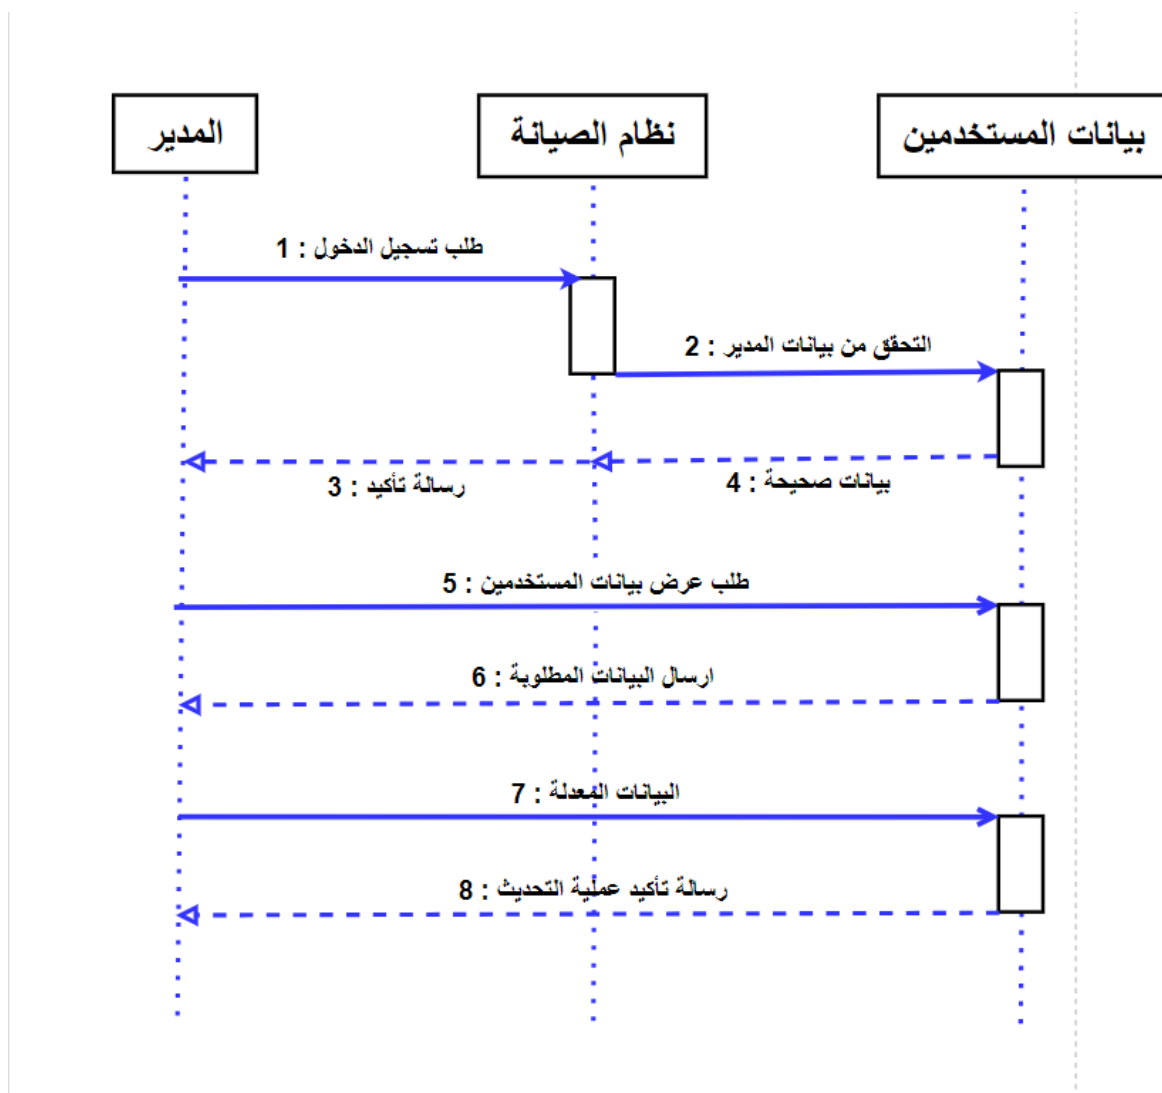 المدير
نظام الصيانة
بيانات المستخدمين
طلب تسجيل الدخول : 1
التحقق من بيانات المدير : 2
رسالة تأكيد : 3
بيانات صحيحة : 4
طلب عرض بيانات المستخدمين : 5
ارسال البيانات المطلوبة : 6
البيانات المعدلة : 7
رسالة تأكيد عملية التحديث : 8